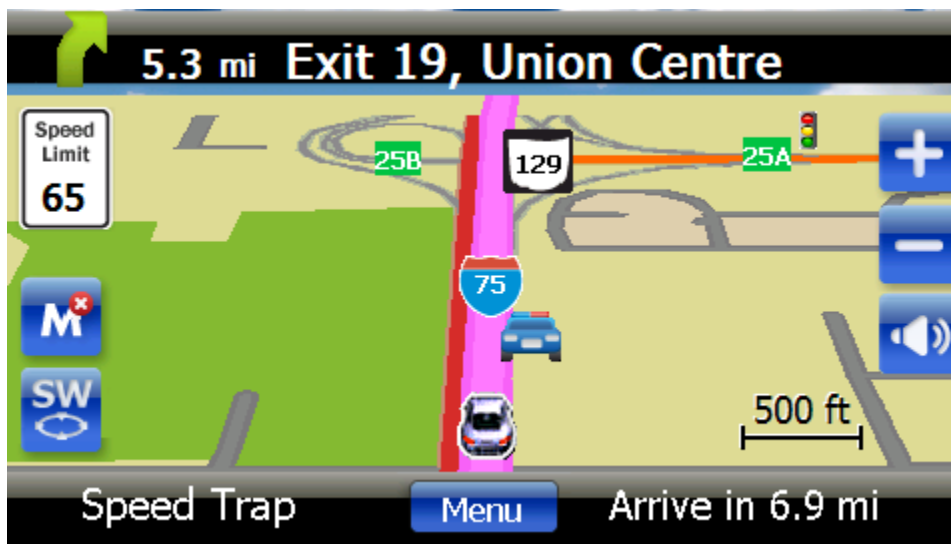 5.3 mi Exit 19, Union Centre
Speed
Limit
65
25B
129
25A
75
M
SW
500 ft
Speed Trap
Menu
Arrive in 6.9 mi